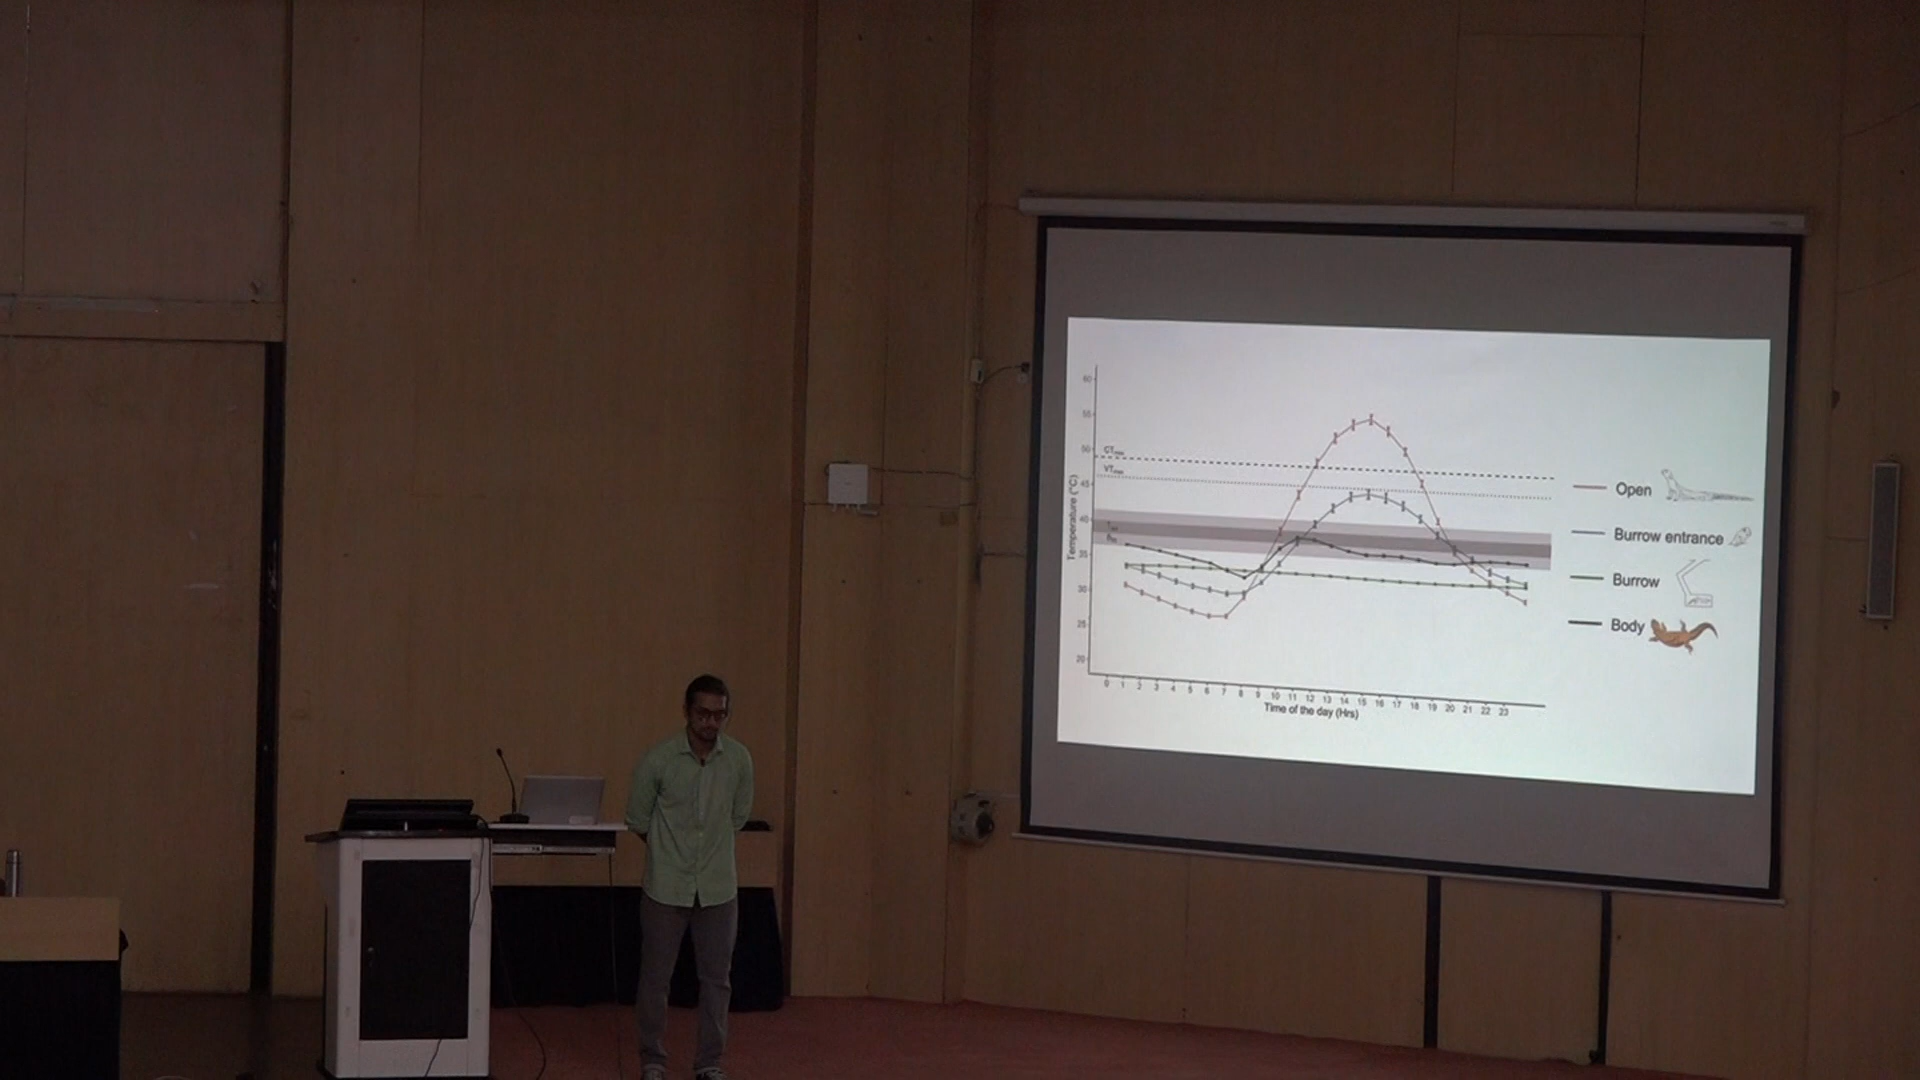 60
55
50
45
40
35
30
25
20
Temperature (°C)
CTmax
VTmax
0 1 2 3 4 5 6 7 8 9 10 11 12 13 14 15 16 17 18 19 20 21 22 23
Time of the day (Hrs)
Open
Burrow entrance
Burrow
Body